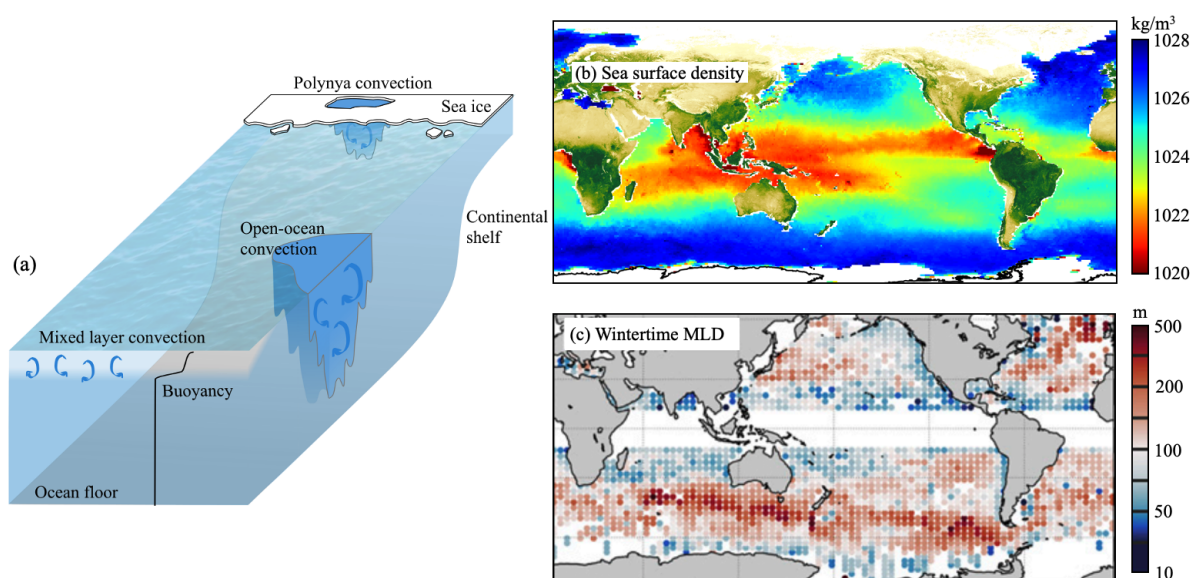 (a)
Polynya convection
Sea ice
Continental
shelf
Open-ocean
convection
Mixed layer convection
Buoyancy
Ocean floor
kg/m³
(b) Sea surface density
1028
1026
1024
1022
1020
m
(c) Wintertime MLD
500
200
100
50
10